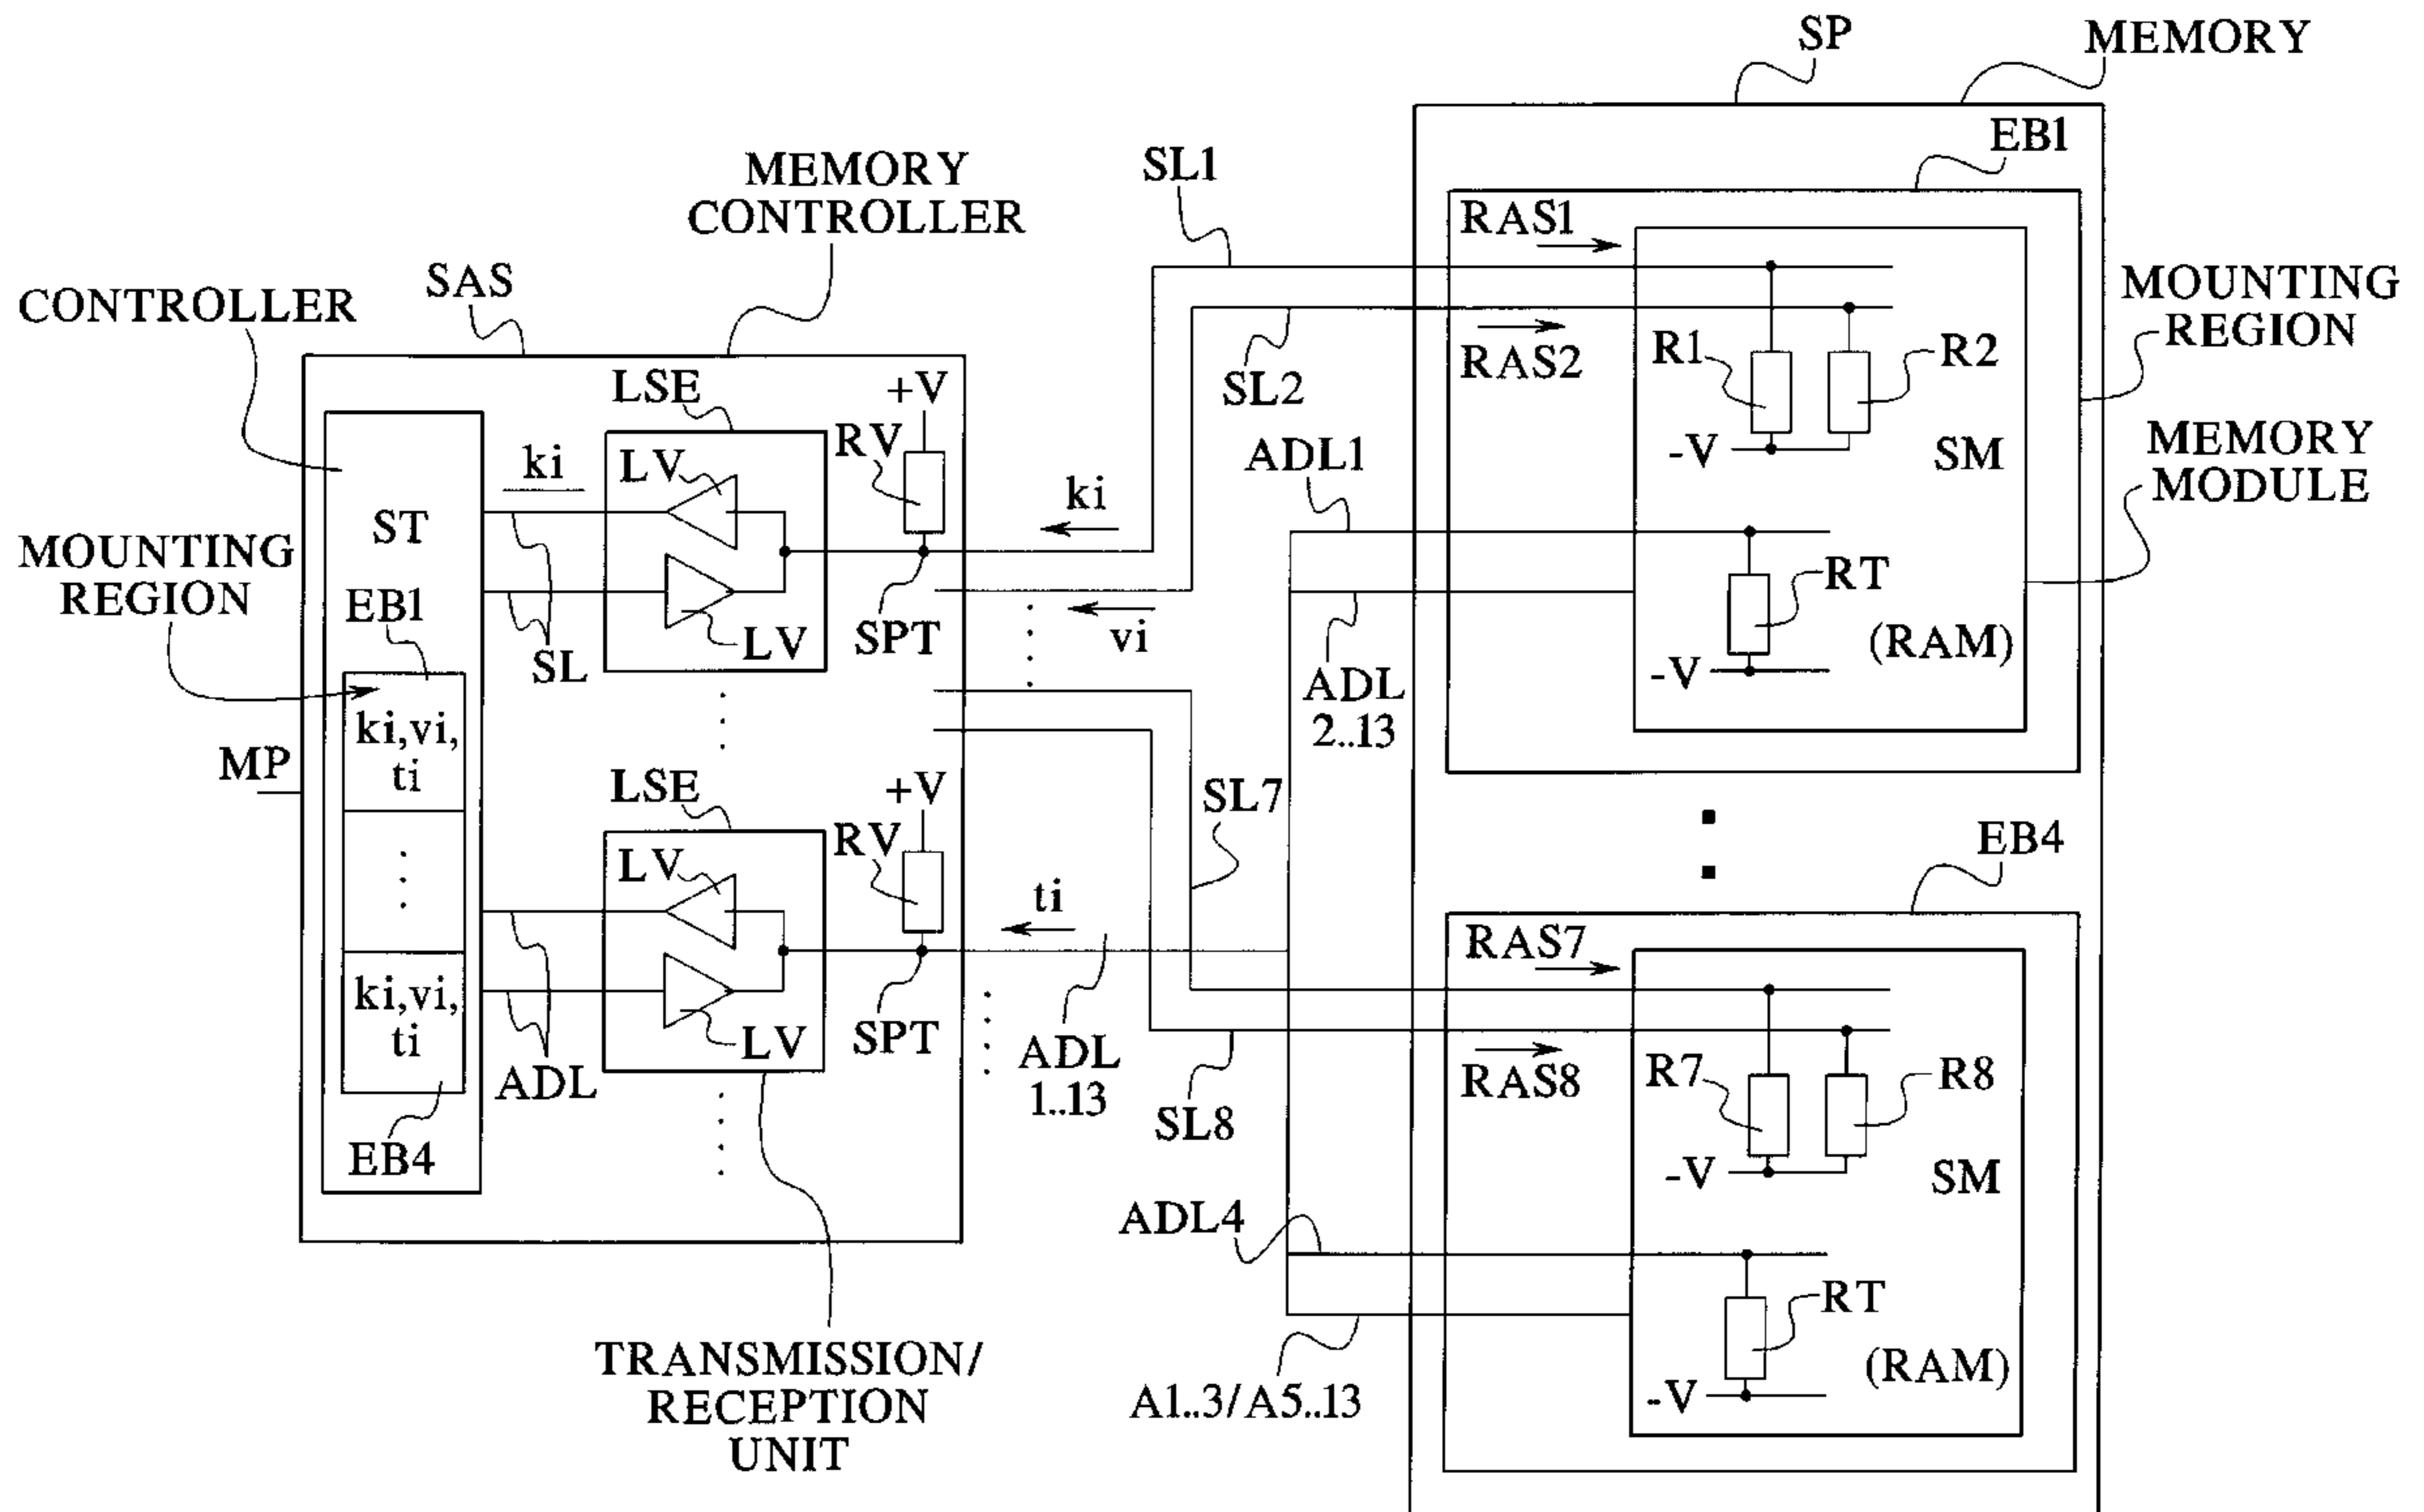 SP
MEMORY
EB1
MEMORY
CONTROLLER
SL1
RAS1
SAS
CONTROLLER
MOUNTING
REGION
RAS2
SL2
R1
R2
LSE
+V
RV
LV
ki
ki
ADL1
-V
SM
MEMORY
MODULE
ST
MOUNTING
REGION
EB1
SL
LV
SPT
vi
RT
(RAM)
-V
ADL
2..13
ki,vi,
ti
MP
LSE
+V
SL7
EB4
RV
LV
ti
RAS7
ki,vi,
ti
LV
SPT
ADL
1..13
ADL
RAS8
SL8
R7
R8
EB4
-V
SM
ADL4
RT
(RAM)
-V
A1..3/A5..13
TRANSMISSION/
RECEPTION
UNIT